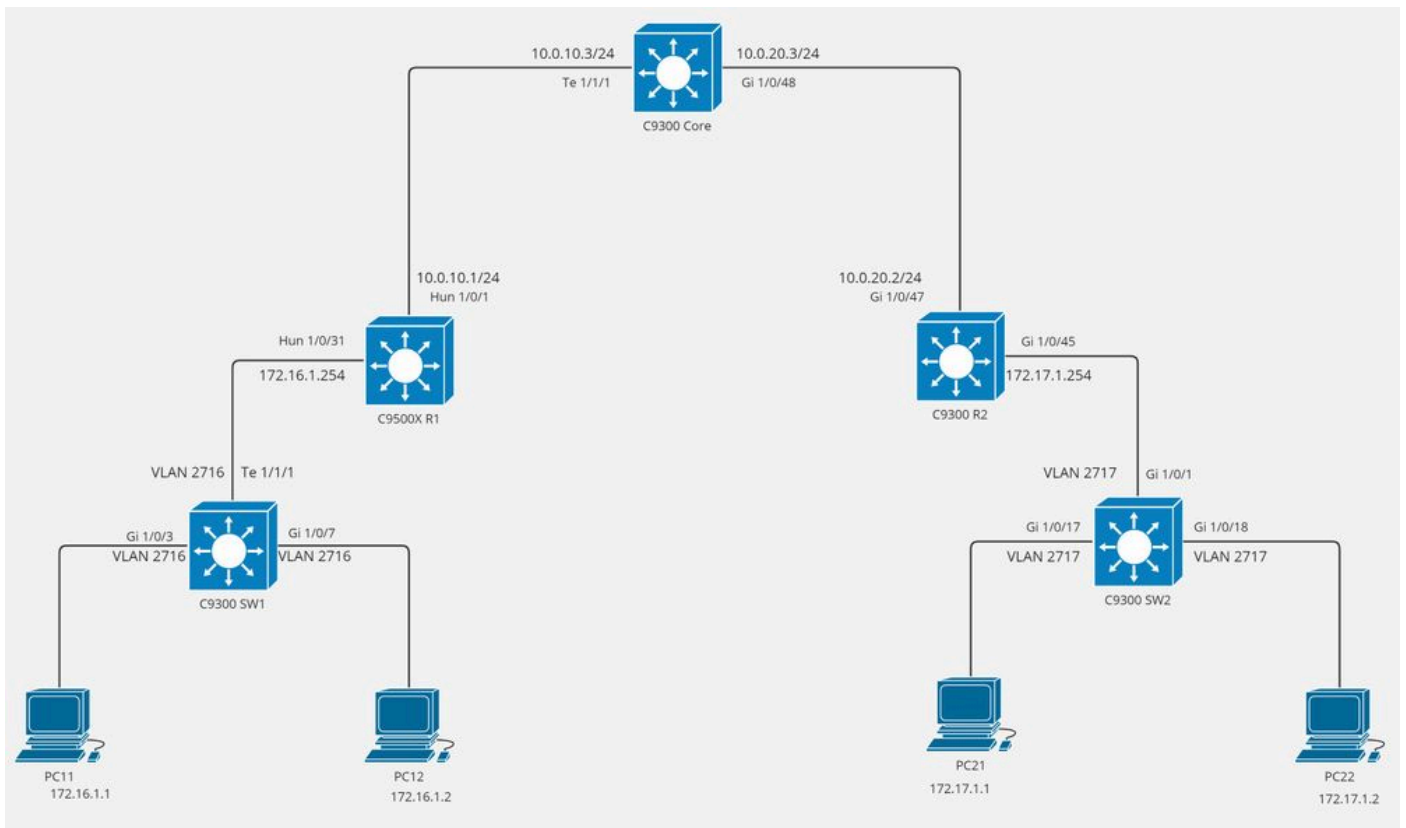 10.0.10.3/24
10.0.20.3/24
Te 1/1/1
Gi 1/0/48
C9300 Core
10.0.10.1/24
Hun 1/0/1
10.0.20.2/24
Gi 1/0/47
Hun 1/0/31
172.16.1.254
C9500X R1
Gi 1/0/45
172.17.1.254
C9300 R2
VLAN 2716
Te 1/1/1
VLAN 2717
Gi 1/0/1
Gi 1/0/3
VLAN 2716
Gi 1/0/7
VLAN 2716
C9300 SW1
Gi 1/0/17
VLAN 2717
Gi 1/0/18
VLAN 2717
C9300 SW2
PC11
172.16.1.1
PC12
172.16.1.2
PC21
172.17.1.1
PC22
172.17.1.2